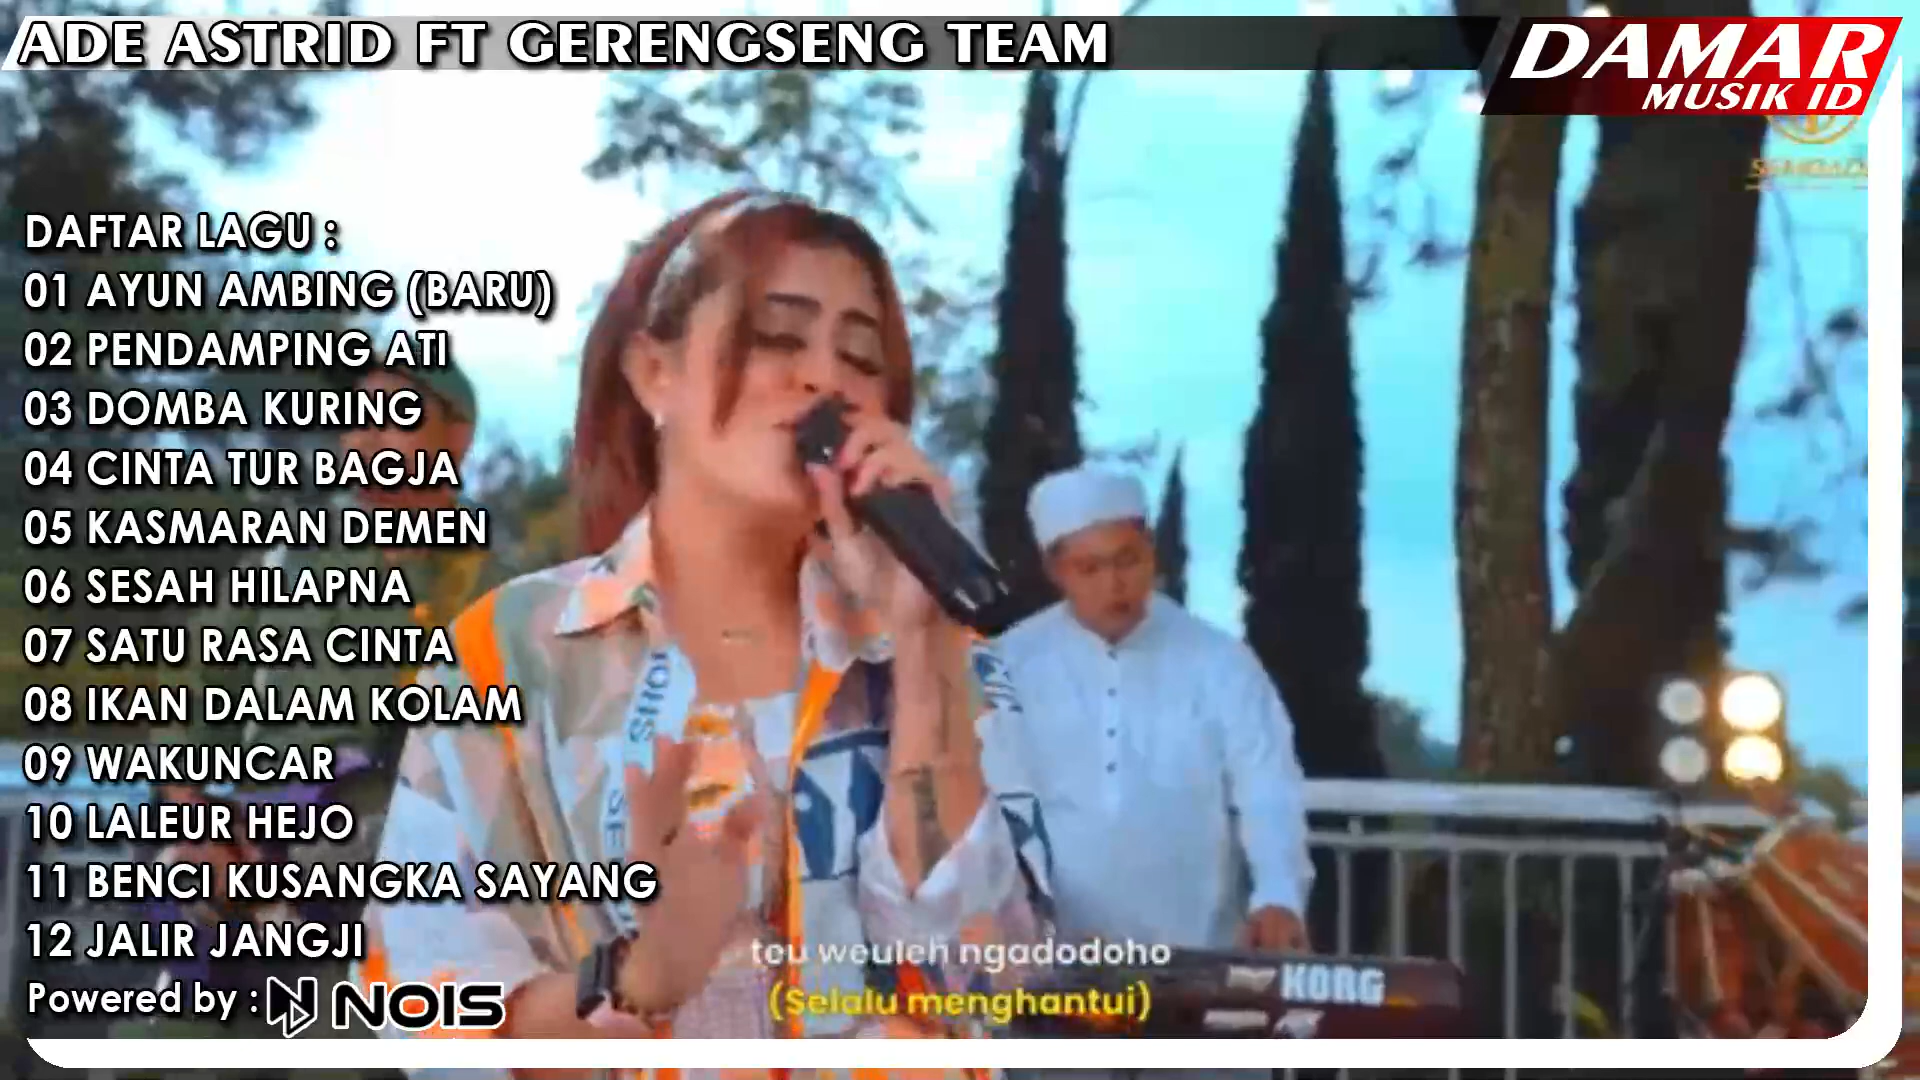 ADE ASTRID FT GERENGSENG TEAM
DAMAR
MUSIK ID
DAFTAR LAGU :
01 AYUN AMBING (BARU)
02 PENDAMPING ATI
03 DOMBA KURING
04 CINTA TUR BAGJA
05 KASMARAN DEMEN
06 SESAH HILAPNA
07 SATU RASA CINTA
08 IKAN DALAM KOLAM
09 WAKUNCAR
10 LALEUR HEJO
11 BENCI KUSANGKA SAYANG
12 JALIR JANGJI
Powered by : NOIS
teu weuleh ngadodoho
(Selalu menghantui)
KORG